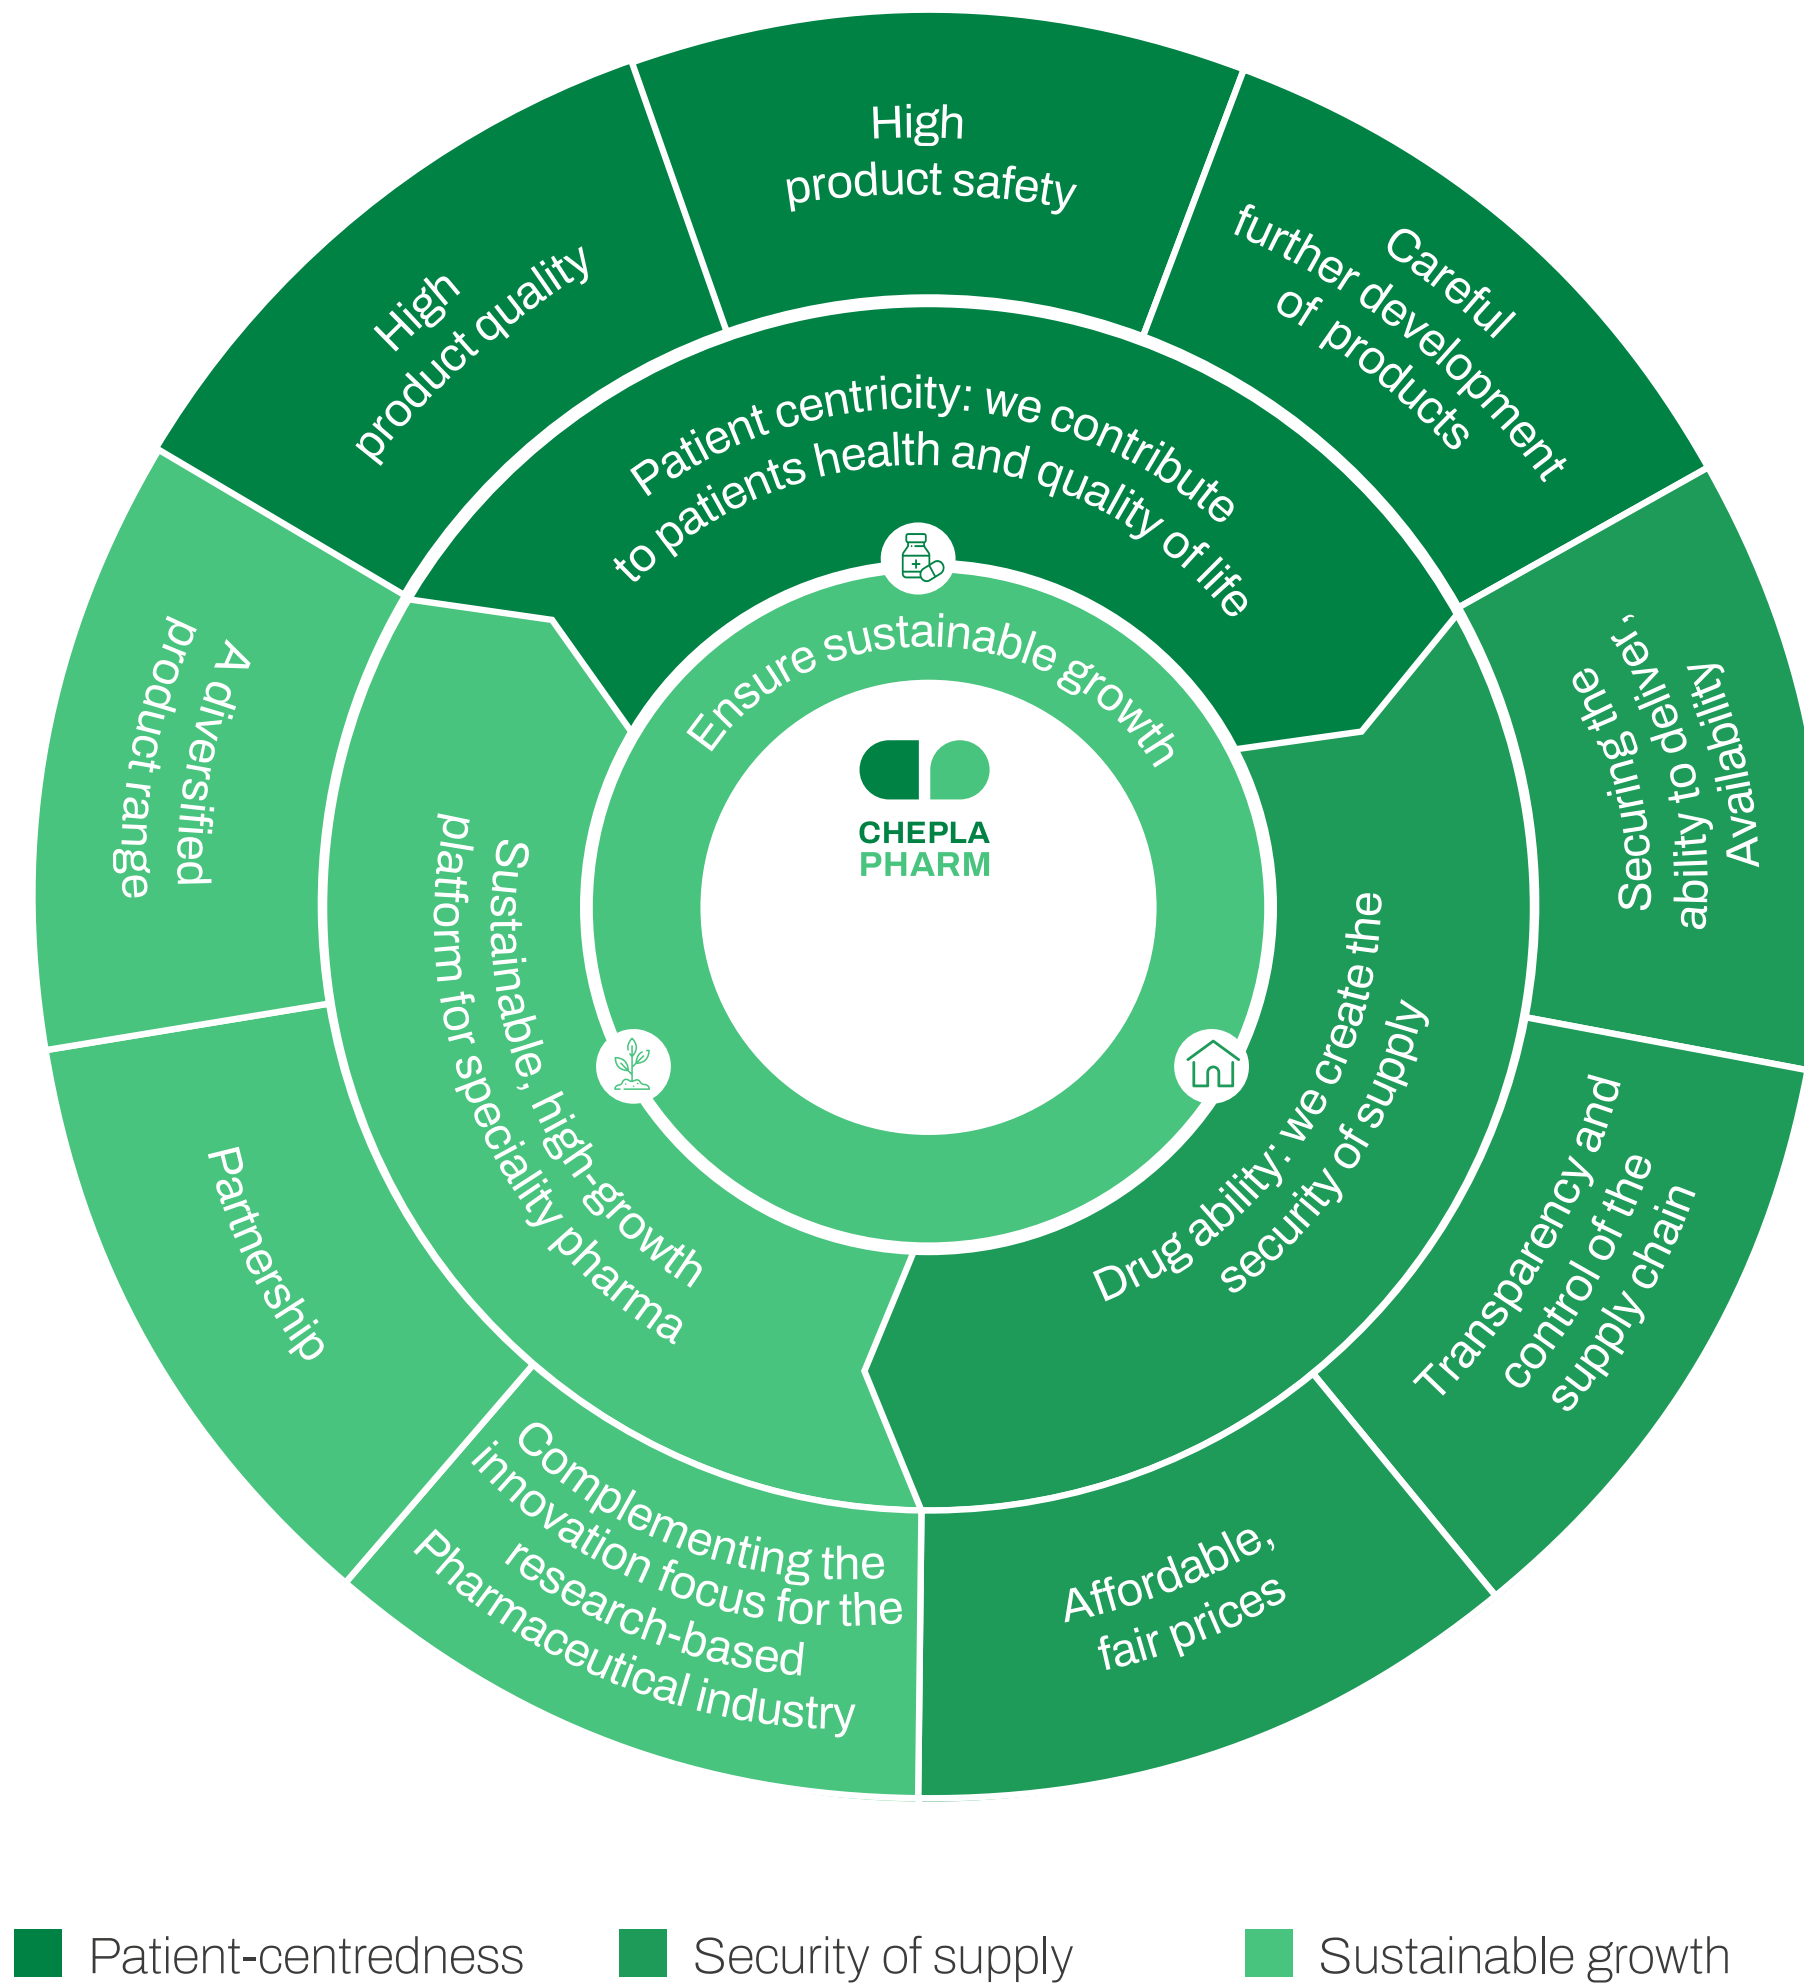 High
product safety
Careful
further development
of products
Securing the
ability to deliver,
Availability
Transparency and
control of the
supply chain
Affordable,
fair prices
Complementing the
innovation focus for the
research-based
Pharmaceutical industry
Partnership
A diversified
product range
High
product quality
Patient centricity: we contribute
to patients health and quality of life
Drug ability: we create the
security of supply
Sustainable, high-growth
platform for speciality pharma
Ensure sustainable growth
CHEPLA
PHARM
Patient-centredness
Security of supply
Sustainable growth